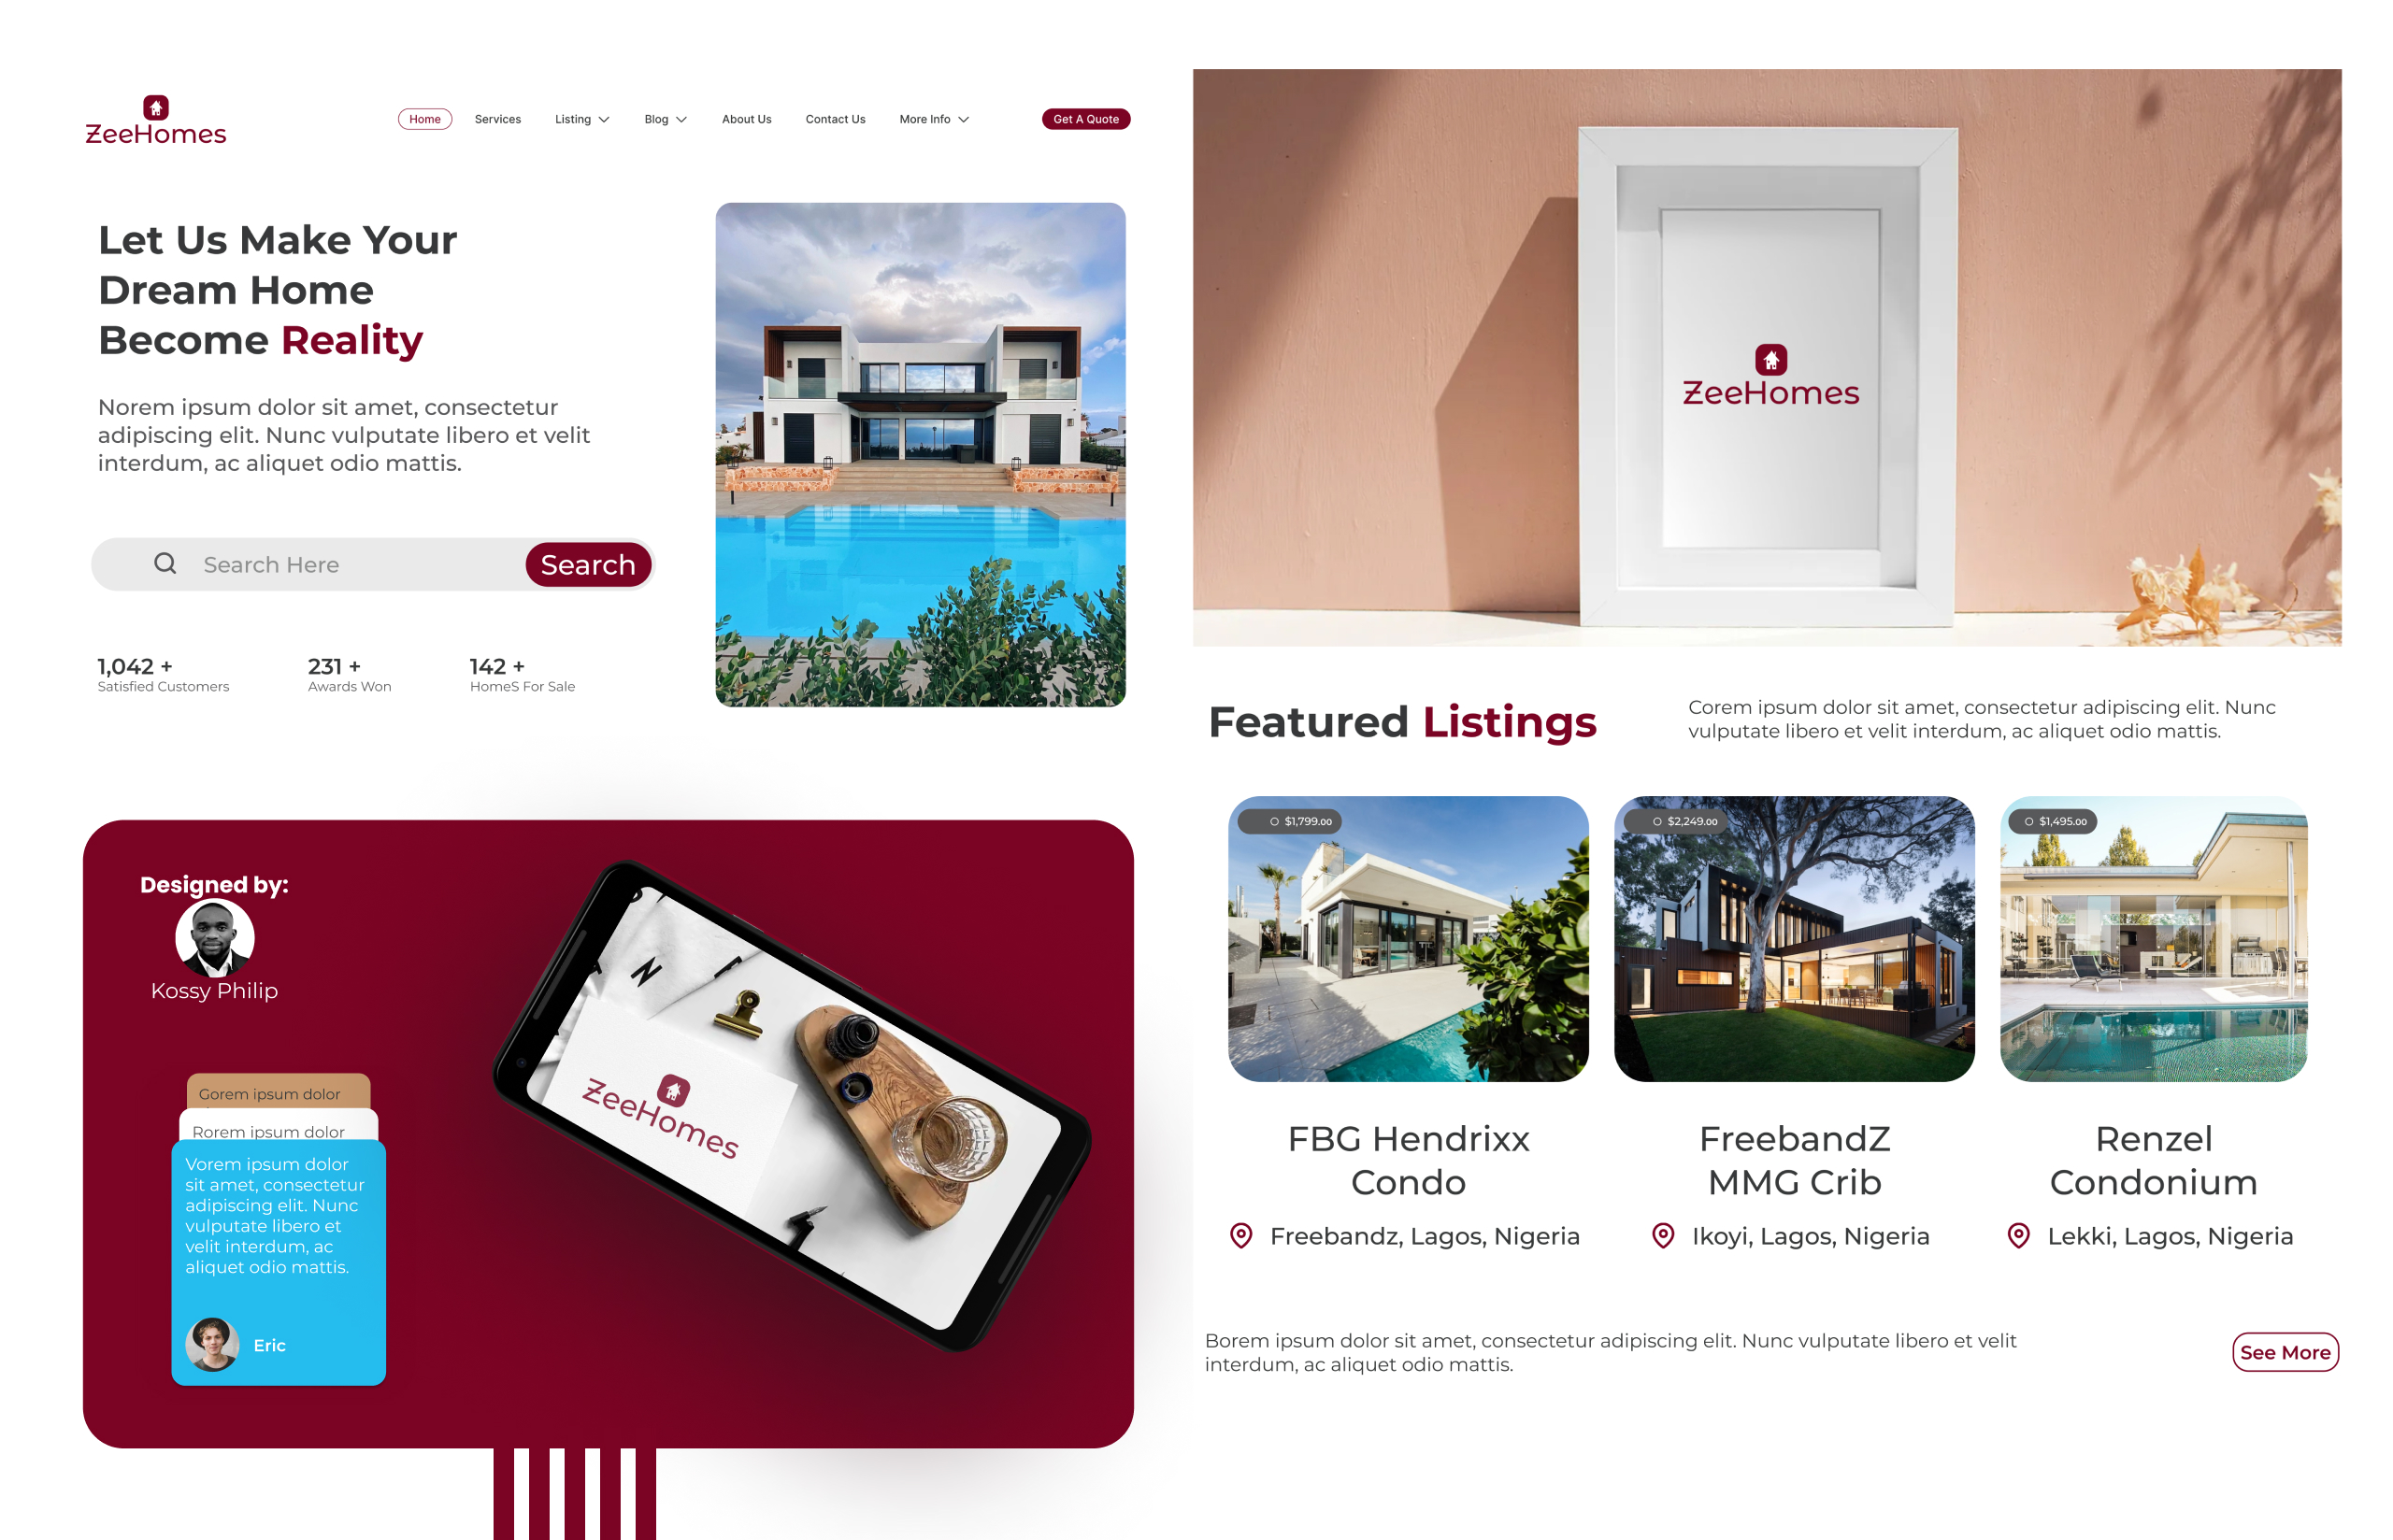 ZeeHomes
Home
Services
Listing
Blog
About Us
Contact Us
More Info
Get A Quote
Let Us Make Your
Dream Home
Become Reality
Norem ipsum dolor sit amet, consectetur
adipiscing elit. Nunc vulputate libero et velit
interdum, ac aliquet odio mattis.
Search Here
Search
1,042 +
Satisfied Customers
231 +
Awards Won
142 +
HomeS For Sale
Designed by:
Kossy Philip
Gorem ipsum dolor
Rorem ipsum dolor
Vorem ipsum dolor
sit amet, consectetur
adipiscing elit. Nunc
vulputate libero et
velit interdum, ac
aliquet odio mattis.
Eric
N
ZeeHomes
ZeeHomes
Featured Listings
Corem ipsum dolor sit amet, consectetur adipiscing elit. Nunc
vulputate libero et velit interdum, ac aliquet odio mattis.
$1,799.00
$2,249.00
$1,495.00
FBG Hendrixx
Condo
Freebandz, Lagos, Nigeria
FreebandZ
MMG Crib
Ikoyi, Lagos, Nigeria
Renzel
Condonium
Lekki, Lagos, Nigeria
Borem ipsum dolor sit amet, consectetur adipiscing elit. Nunc vulputate libero et velit
interdum, ac aliquet odio mattis.
See More